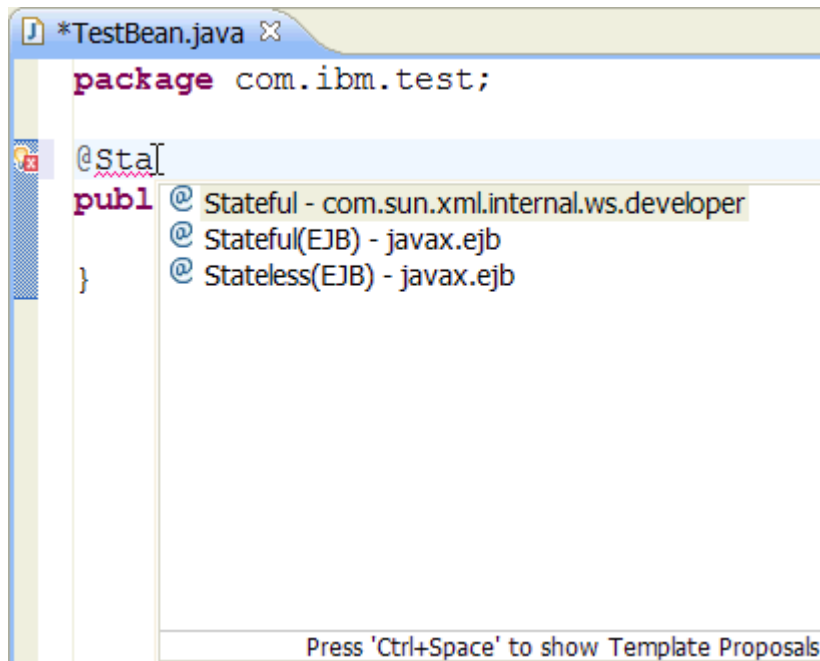 *TestBean.java
package com.ibm.test;
@Sta
publ
@ Stateful - com.sun.xml.internal.ws.developer
@ Stateful(EJB) - javax.ejb
@ Stateless(EJB) - javax.ejb
}
Press 'Ctrl+Space' to show Template Proposals